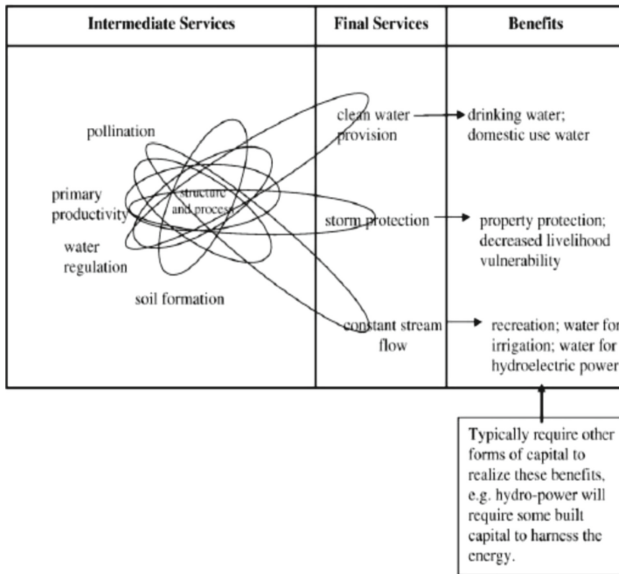 Intermediate Services
Final Services
Benefits
pollination
primary
productivity
water
regulation
soil formation
structure
and process
clean water
provision
storm protection
constant stream
flow
drinking water;
domestic use water
property protection;
decreased livelihood
vulnerability
recreation; water for
irrigation; water for
hydroelectric power
Typically require other
forms of capital to
realize these benefits,
e.g. hydro-power will
require some built
capital to harness the
energy.